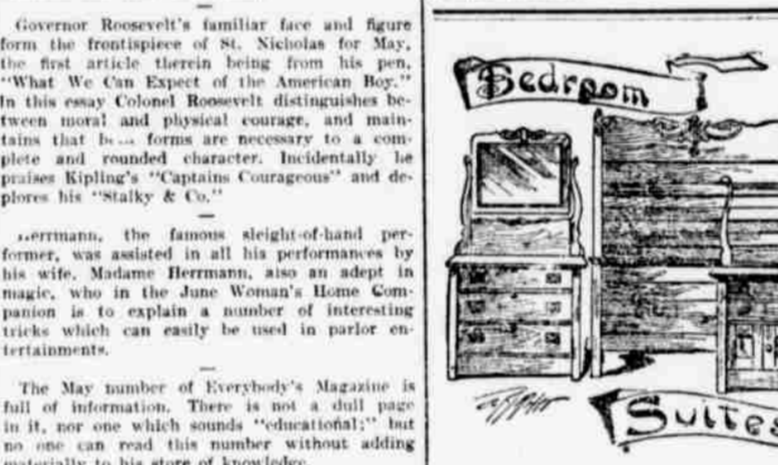 Governor Roosevelt's familiar face and figure
form the frontispiece of St. Nicholas for May,
the first article therein being from his pen,
"What We Can Expect of the American Boy."
In this essay Colonel Roosevelt distinguishes be-
tween moral and physical courage, and main-
tains that forms are necessary to a com-
plete and rounded character. Incidentally he
praises Kipling's "Captains Courageous" and de-
plores his "Stalky & Co."
the famous sleight-of-hand per-
former, was assisted in all his performances by
his wife, Madame Herrmann, also an adept in
magic, who in the June Woman's Home Com-
panion is to explain a number of interesting
tricks which can easily be used in parlor en-
tertainments.
The May number of Everybody's Magazine is
full of information. There is not a dull page
in it, nor one which sounds "educational;" but
no one can read this number without adding
materially to his store of knowledge.
Bedroom
Suites